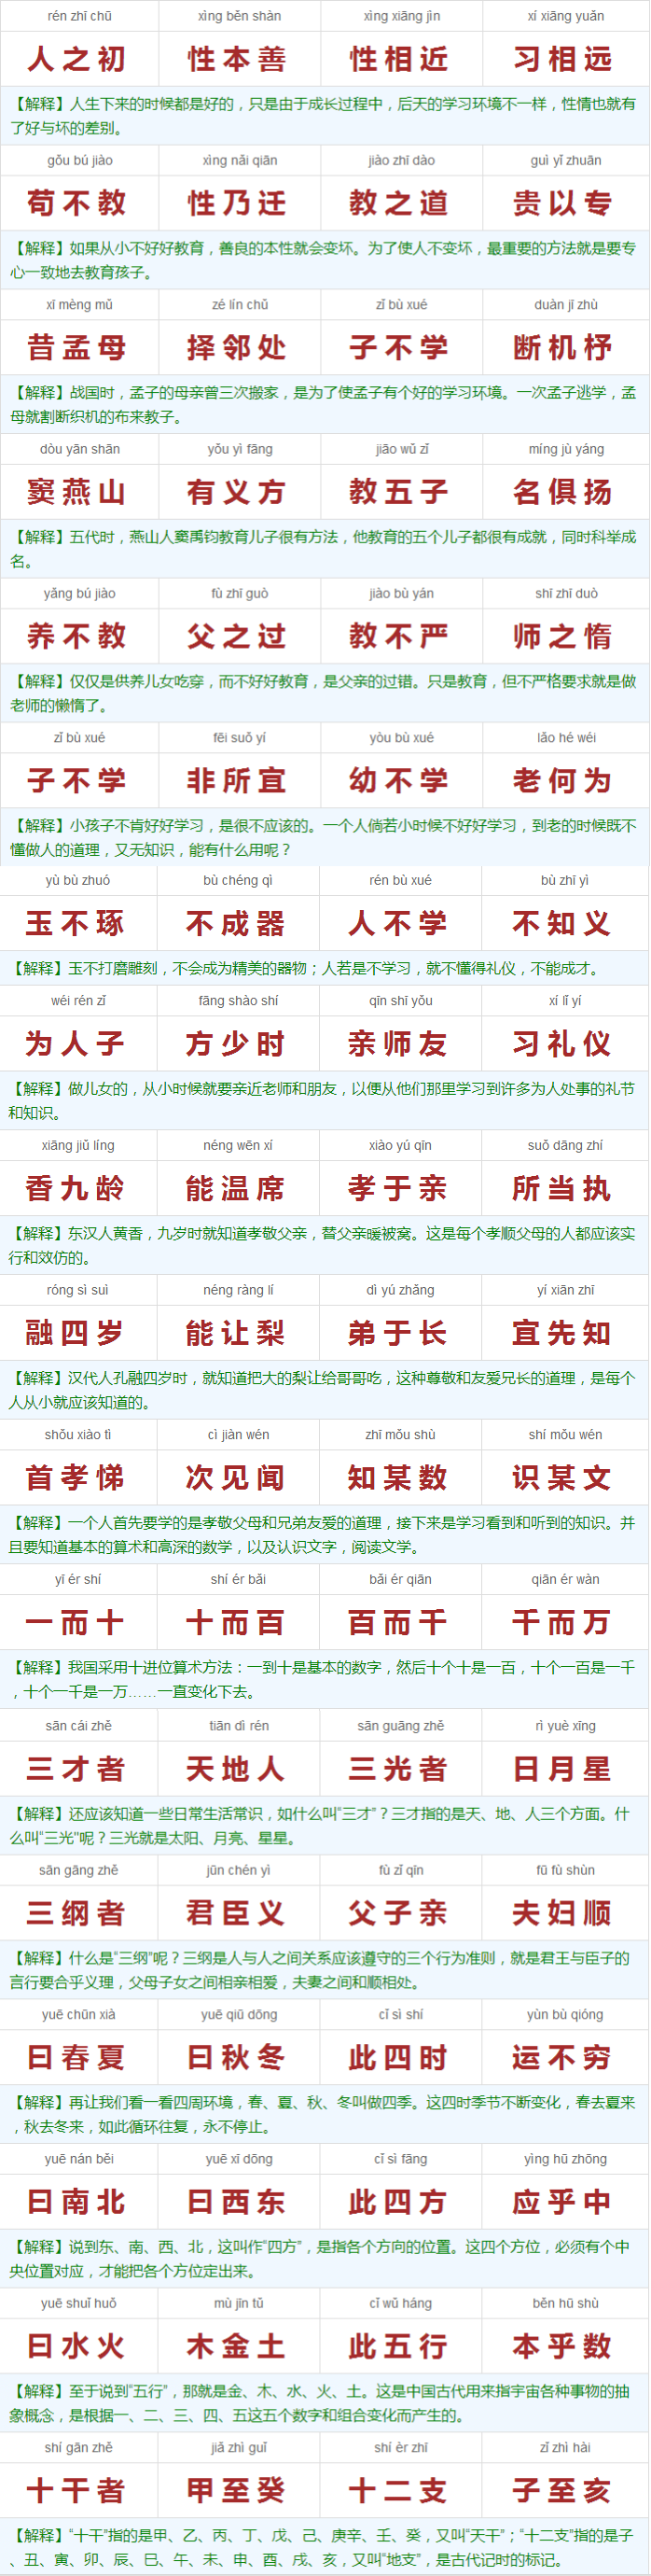 rén zhī chū xìng běn shàn xìng xiāng jìn xí xiāng yuǎn
人之初 性本善 性相近 习相远
【解释】人生下来的时候都是好的，只是由于成长过程中，后天的学习环境不一样，性情也就有
了好与坏的差别。
gǒu bú jiào xìng nǎi qiān jiào zhī dào guì yǐ zhuān
苟不教 性乃迁 教之道 贵以专
【解释】如果从小不好好教育，善良的本性就会变坏。为了使人不变坏，最重要的方法就是要专
心一致地去教育孩子。
xī mèng mǔ zé lín chǔ zǐ bù xué duàn jī zhù
昔孟母 择邻处 子不学 断机杼
【解释】战国时，孟子的母亲曾三次搬家，是为了使孟子有个好的学习环境。一次孟子逃学，孟
母就割断织机的布来教子。
dòu yān shān yǒu yì fāng jiāo wǔ zǐ míng jù yáng
窦燕山 有义方 教五子 名俱扬
【解释】五代时，燕山人窦禹钧教育儿子很有方法，他教育的五个儿子都很有成就，同时科举成
名。
yǎng bú jiào fù zhī guò jiào bù yán shī zhī duò
养不教 父之过 教不严 师之惰
【解释】仅仅是供养儿女吃穿，而不好好教育，是父亲的过错。只是教育，但不严格要求就是做
老师的懒惰了。
zǐ bù xué fēi suǒ yí yòu bù xué lǎo hé wéi
子不学 非所宜 幼不学 老何为
【解释】小孩子不肯好好学习，是很不应该的。一个人倘若小时候不好好学习，到老的时候既不
懂做人的道理，又无知识，能有什么用呢？
yù bù zhuó bù chéng qì rén bù xué bù zhī yì
玉不琢 不成器 人不学 不知义
【解释】玉不打磨雕刻，不会成为精美的器物；人若是不学习，就不懂得礼仪，不能成才。
wéi rén zǐ fāng shào shí qīn shī yǒu xí lǐ yí
为人子 方少时 亲师友 习礼仪
【解释】做儿女的，从小时候就要亲近老师和朋友，以便从他们那里学习到许多为人处事的礼节
和知识。
xiāng jiǔ líng néng wēn xí xiào yú qīn suǒ dāng zhí
香九龄 能温席 孝于亲 所当执
【解释】东汉人黄香，九岁时就知道孝敬父亲，替父亲暖被窝。这是每个孝顺父母的人都应该实
行和效仿的。
róng sì suì néng ràng lí dì yú zhǎng yí xiān zhī
融四岁 能让梨 弟于长 宜先知
【解释】汉代人孔融四岁时，就知道把大的梨让给哥哥吃，这种尊敬和友爱兄长的道理，是每个
人从小就应该知道的。
shǒu xiào tì cì jiàn wén zhī mǒu shù shí mǒu wén
首孝悌 次见闻 知某数 识某文
【解释】一个人首先要学的是孝敬父母和兄弟友爱的道理，接下来是学习看到和听到的知识。并
且要知道基本的算术和高深的数学，以及认识文字，阅读文学。
yī ér shí shí ér bǎi bǎi ér qiān qiān ér wàn
一而十 十而百 百而千 千而万
【解释】我国采用十进位算术方法：一到十是基本的数字，然后十个十是一百，十个一百是一千
，十个一千是一万……一直变化下去。
sān cái zhě tiān dì rén sān guāng zhě rì yuè xīng
三才者 天地人 三光者 日月星
【解释】还应该知道一些日常生活常识，如什么叫“三才”？三才指的是天、地、人三个方面。什
么叫“三光”呢？三光就是太阳、月亮、星星。
sān gāng zhě jūn chén yì fù zǐ qīn fū fù shùn
三纲者 君臣义 父子亲 夫妇顺
【解释】什么是“三纲”呢？三纲是人与人之间关系应该遵守的三个行为准则，就是君王与臣子的
言行要合乎义理，父母子女之间相亲相爱，夫妻之间和顺相处。
yuē chūn xià yuē qiū dōng cǐ sì shí yùn bù qióng
曰春夏 曰秋冬 此四时 运不穷
【解释】再让我们看一看四周环境，春、夏、秋、冬叫做四季。这四时季节不断变化，春去夏来
，秋去冬来，如此循环往复，永不停止。
yuē nán běi yuē xī dōng cǐ sì fāng yìng hū zhōng
曰南北 曰西东 此四方 应乎中
【解释】说到东、南、西、北，这叫作“四方”，是指各个方向的位置。这四个方位，必须有个中
央位置对应，才能把各个方位定出来。
yuē shuǐ huǒ mù jīn tǔ cǐ wǔ háng běn hū shù
曰水火 木金土 此五行 本乎数
【解释】至于说到“五行”，那就是金、木、水、火、土。这是中国古代用来指宇宙各种事物的抽
象概念，是根据一、二、三、四、五这五个数字和组合变化而产生的。
shí gān zhě jiǎ zhì guǐ shí èr zhī zǐ zhì hài
十干者 甲至癸 十二支 子至亥
【解释】“十干”指的是甲、乙、丙、丁、戊、己、庚辛、壬、癸，又叫“天干”；“十二支”指的是子
、丑、寅、卯、辰、巳、午、未、申、酉、戌、亥，又叫“地支”，是古代记时的标记。